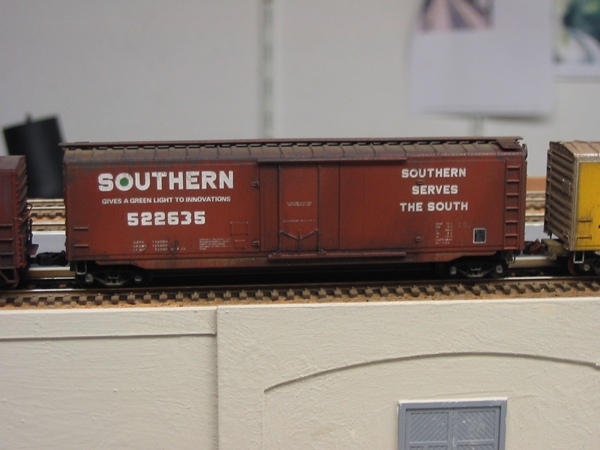 SOUTHERN
GIVES A GREEN LIGHT TO INNOVATIONS
522635
SOUTHERN
SERVES
THE SOUTH